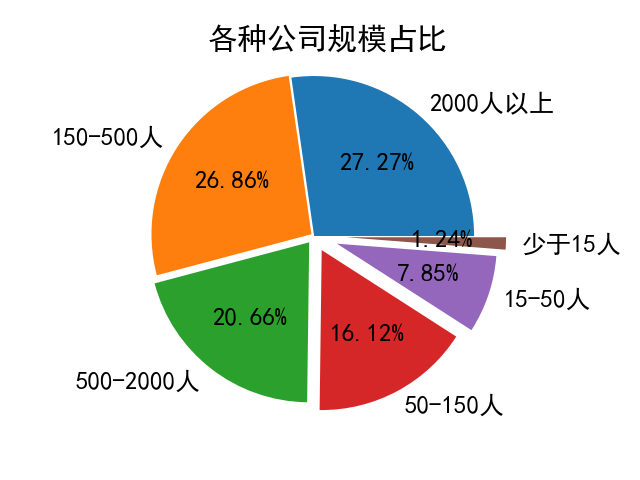 各种公司规模占比
2000人以上
27.27%
150-500人
26.86%
500-2000人
20.66%
50-150人
16.12%
15-50人
7.85%
少于15人
1.24%